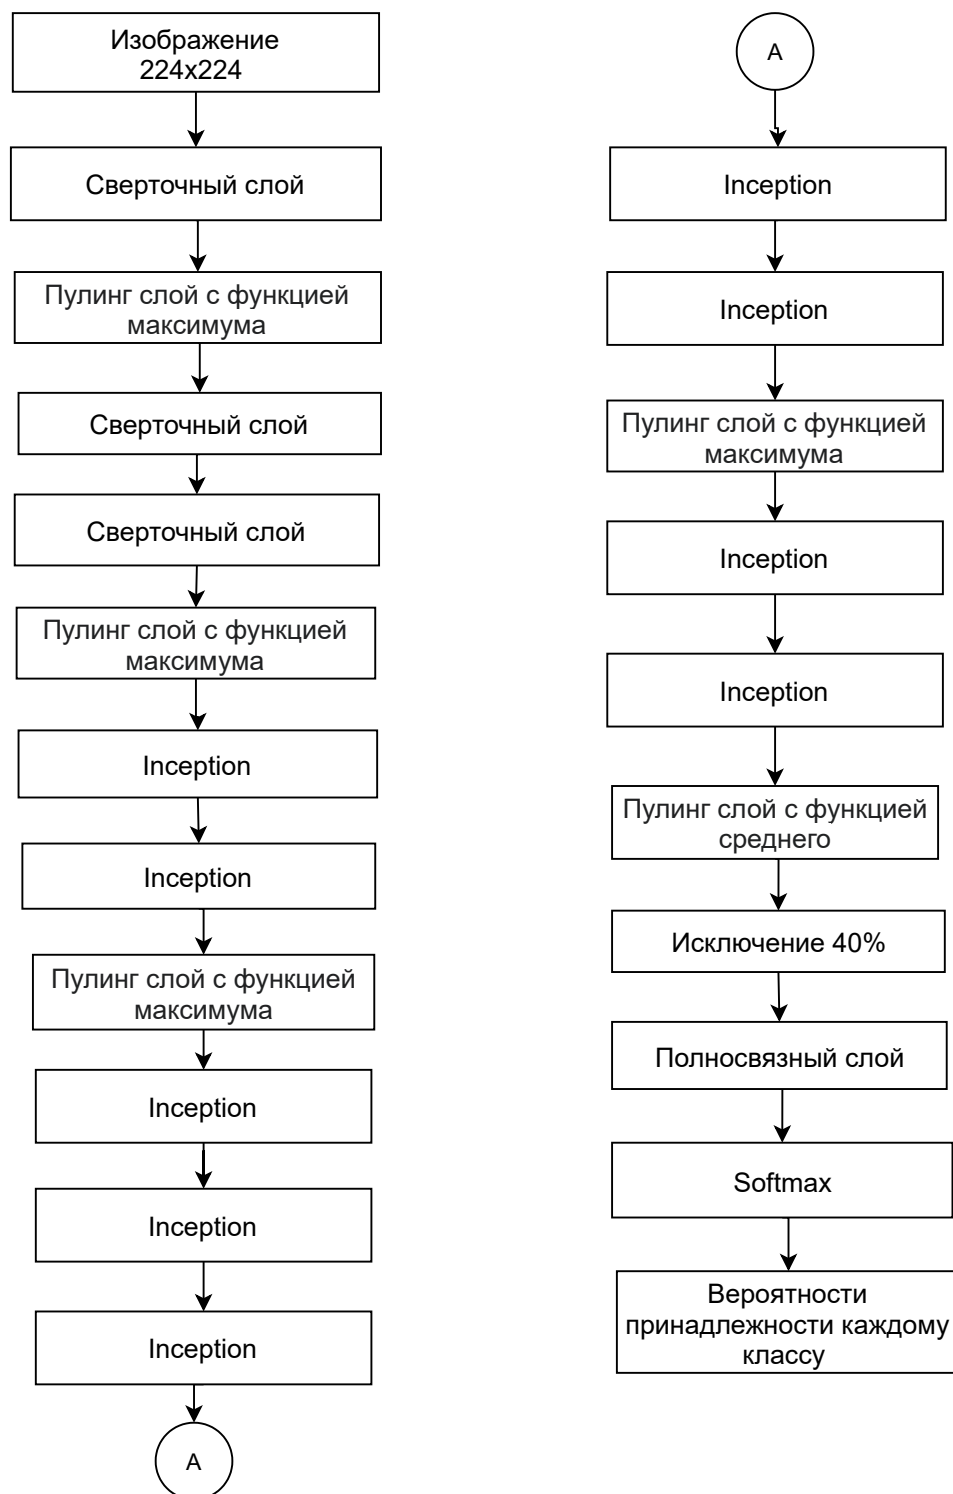 Изображение
224x224
Сверточный слой
Пулинг слой с функцией
максимума
Сверточный слой
Сверточный слой
Пулинг слой с функцией
максимума
Inception
Inception
Пулинг слой с функцией
максимума
Inception
Inception
Inception
A
A
Inception
Inception
Пулинг слой с функцией
максимума
Inception
Inception
Пулинг слой с функцией
среднего
Исключение 40%
Полносвязный слой
Softmax
Вероятности
принадлежности каждому
классу